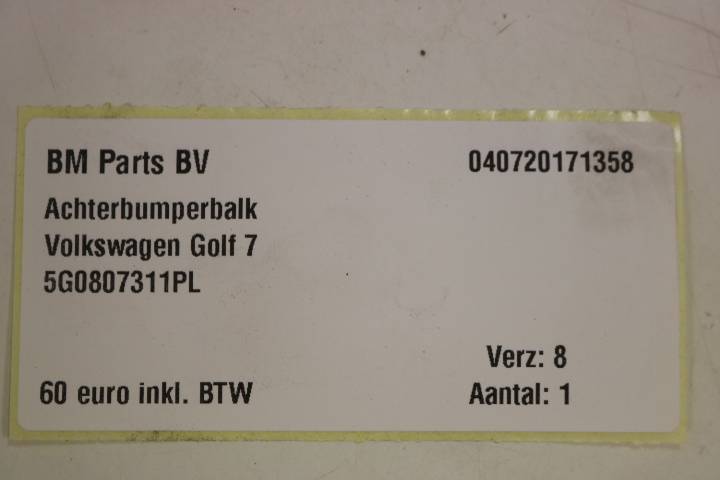 BM Parts BV 040720171358
Achterbumperbalk
Volkswagen Golf 7
5G0807311PL
Verz: 8
60 euro inkl. BTW Aantal: 1